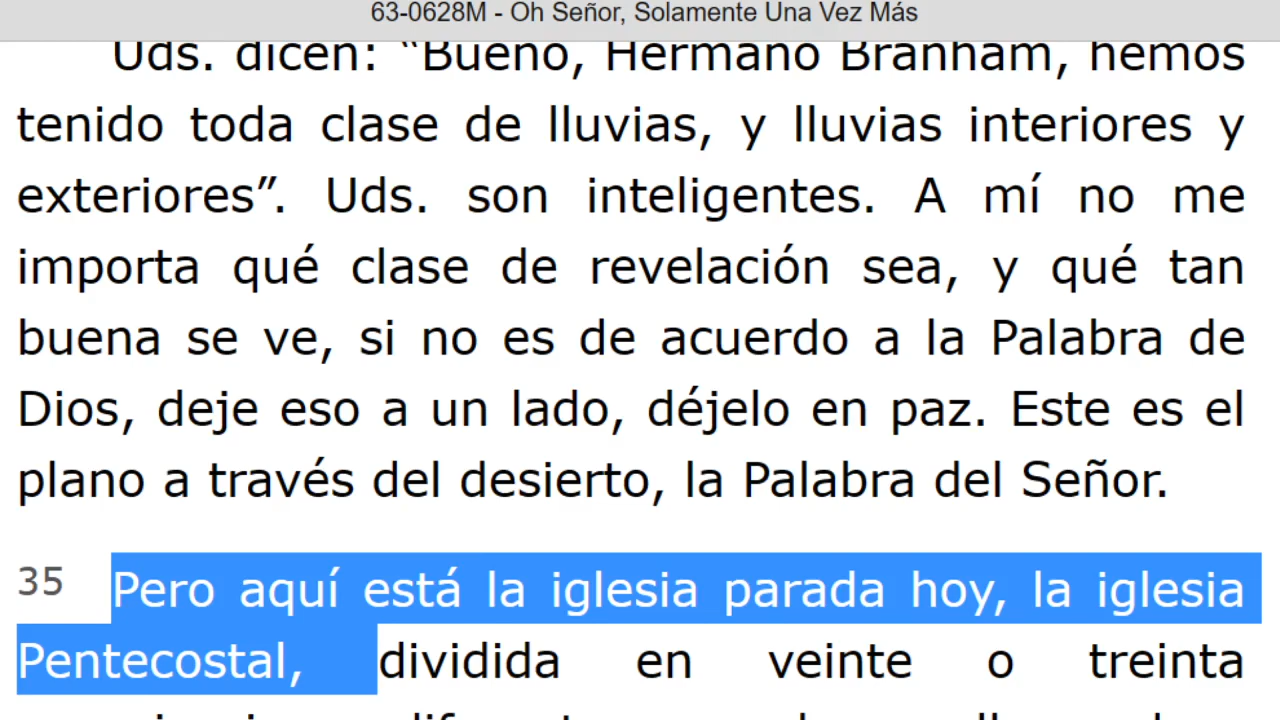 63-0628M - Oh Señor, Solamente Una Vez Más
Uds. dicen: “Bueno, Hermano Branham, hemos
tenido toda clase de lluvias, y lluvias interiores y
exteriores”. Uds. son inteligentes. A mí no me
importa qué clase de revelación sea, y qué tan
buena se ve, si no es de acuerdo a la Palabra de
Dios, deje eso a un lado, déjelo en paz. Este es el
plano a través del desierto, la Palabra del Señor.
35 Pero aquí está la iglesia parada hoy, la iglesia
Pentecostal, dividida en veinte o treinta